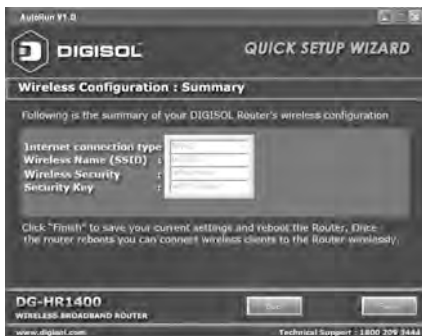 AutoRun V1.0
DIGISOL
QUICK SETUP WIZARD
Wireless Configuration : Summary
Following is the summary of your DIGISOL Router's wireless configuration
Internet connection type
Wireless Name (SSID) :
Wireless Security :
Security Key :
Click "Finish" to save your current settings and reboot the Router. Once
the router reboots you can connect wireless clients to the Router wirelessly.
DG-HR1400
WIRELESS BROADBAND ROUTER
www.digisol.com
Technical Support : 1800 209 3444